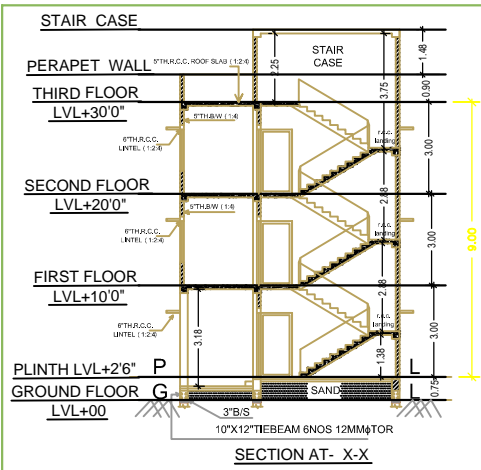 STAIR CASE
STAIR
CASE
2.25
3.75
1.48
PERAPET WALL
5"TH.R.C.C. ROOF SLAB (1:2:4)
0.90
THIRD FLOOR
LVL+30'0"
5"TH.B/W (1:4)
6"TH.R.C.C.
LINTEL (1:2:4)
r.c.c.
landing
3.00
SECOND FLOOR
LVL+20'0"
2.88
5"TH.B/W (1:4)
6"TH.R.C.C.
LINTEL (1:2:4)
r.c.c.
landing
3.00
9.00
FIRST FLOOR
LVL+10'0"
2.88
6"TH.R.C.C.
LINTEL (1:2:4)
3.18
r.c.c.
landing
3.00
1.38
PLINTH LVL+2'6" P L
GROUND FLOOR G SAND L
0.75
LVL+00
3"B/S
10"X12"TIEBEAM 6NOS 12MMϕTOR
SECTION AT- X-X